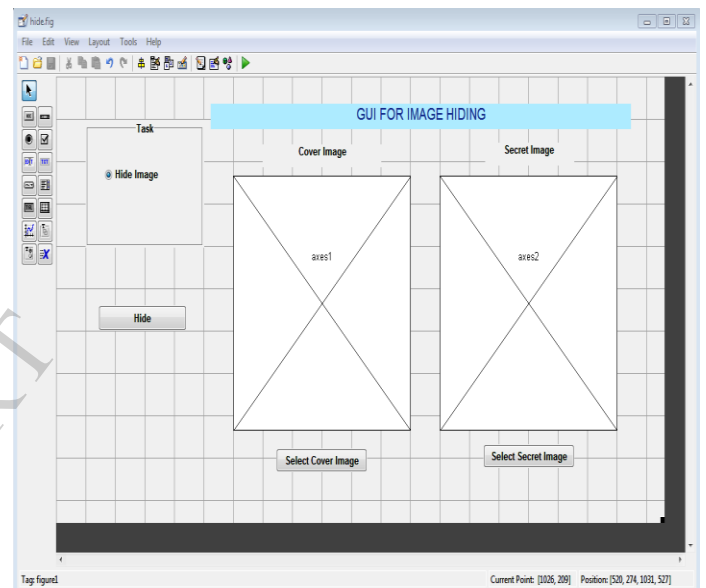 hide.fig
File Edit View Layout Tools Help
GUI FOR IMAGE HIDING
Task
Cover Image
Secret Image
Hide Image
axes1
axes2
Hide
Select Cover Image
Select Secret Image
Tag: figure1
Current Point: [1026, 209] Position: [520, 274, 1031, 527]